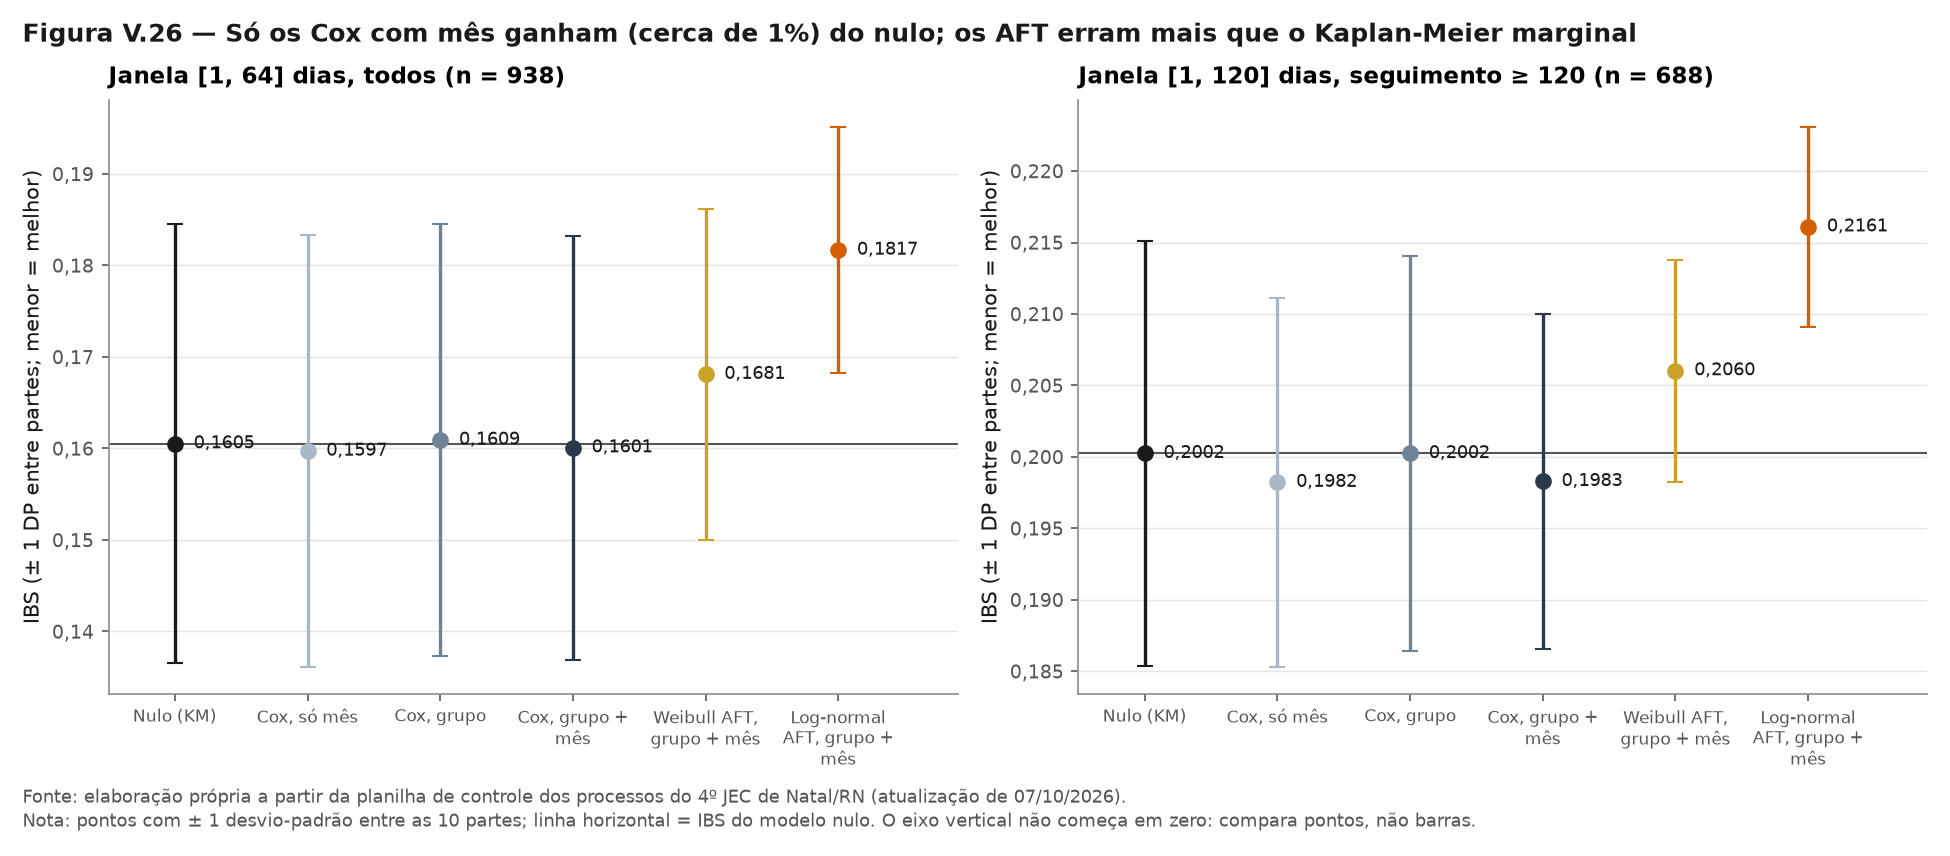 Figura V.26 — Só os Cox com mês ganham (cerca de 1%) do nulo; os AFT erram mais que o Kaplan-Meier marginal
Janela [1, 64] dias, todos (n = 938)
IBS (± 1 DP entre partes; menor = melhor)
0,19
0,18
0,17
0,16
0,15
0,14
0,1605
0,1597
0,1609
0,1601
0,1681
0,1817
Nulo (KM)
Cox, só mês
Cox, grupo
Cox, grupo +
mês
Weibull AFT,
grupo + mês
Log-normal
AFT, grupo +
mês
Janela [1, 120] dias, seguimento ≥ 120 (n = 688)
IBS (± 1 DP entre partes; menor = melhor)
0,220
0,215
0,210
0,205
0,200
0,195
0,190
0,185
0,2002
0,1982
0,2002
0,1983
0,2060
0,2161
Nulo (KM)
Cox, só mês
Cox, grupo
Cox, grupo +
mês
Weibull AFT,
grupo + mês
Log-normal
AFT, grupo +
mês
Fonte: elaboração própria a partir da planilha de controle dos processos do 4º JEC de Natal/RN (atualização de 07/10/2026).
Nota: pontos com ± 1 desvio-padrão entre as 10 partes; linha horizontal = IBS do modelo nulo. O eixo vertical não começa em zero: compara pontos, não barras.